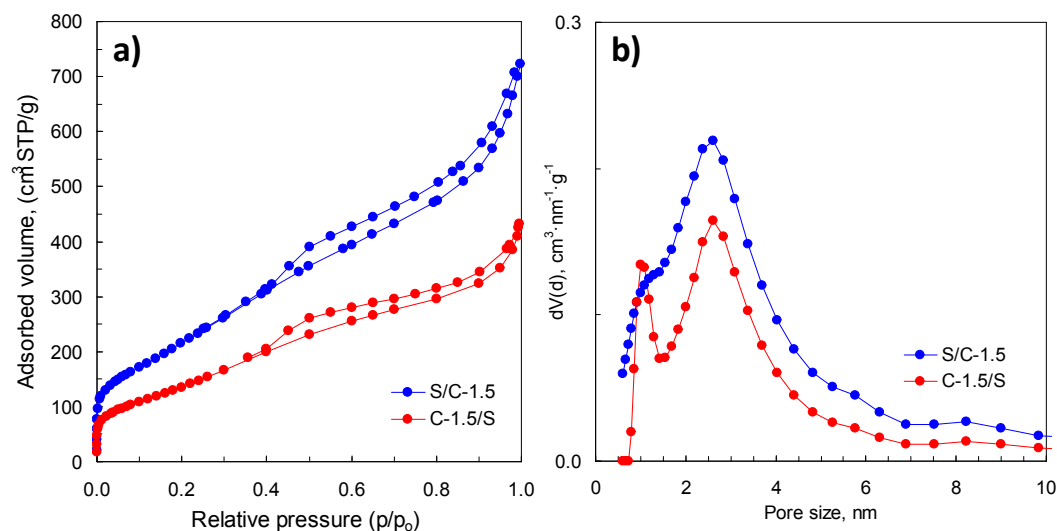 a)
Adsorbed volume, (cm³ STP/g)
800
700
600
500
400
300
200
100
0
0.0 0.2 0.4 0.6 0.8 1.0
Relative pressure (p/pₒ)
S/C-1.5
C-1.5/S
b)
dV(d), cm³·nm⁻¹·g⁻¹
0.3
0.0
0 2 4 6 8 10
Pore size, nm
S/C-1.5
C-1.5/S